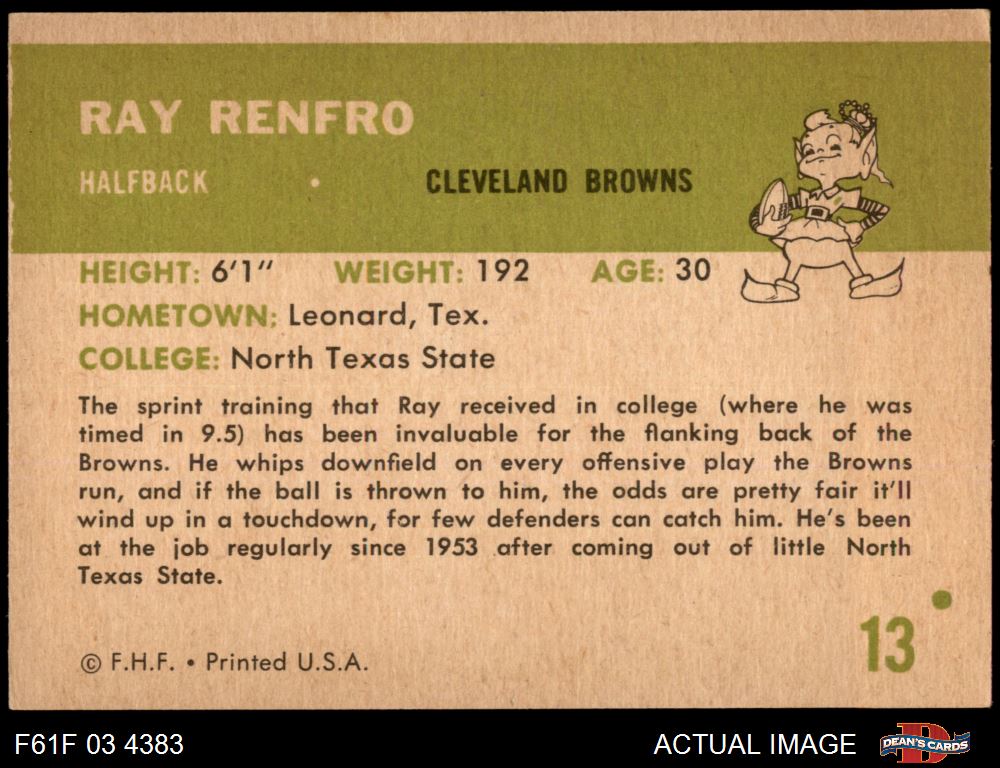 RAY RENFRO
HALFBACK • CLEVELAND BROWNS
HEIGHT: 6'1" WEIGHT: 192 AGE: 30
HOMETOWN: Leonard, Tex.
COLLEGE: North Texas State
The sprint training that Ray received in college (where he was
timed in 9.5) has been invaluable for the flanking back of the
Browns. He whips downfield on every offensive play the Browns
run, and if the ball is thrown to him, the odds are pretty fair it'll
wind up in a touchdown, for few defenders can catch him. He's been
at the job regularly since 1953 after coming out of little North
Texas State.
13
© F.H.F. • Printed U.S.A.
F61F 03 4383
ACTUAL IMAGE
D
DEAN'S CARDS